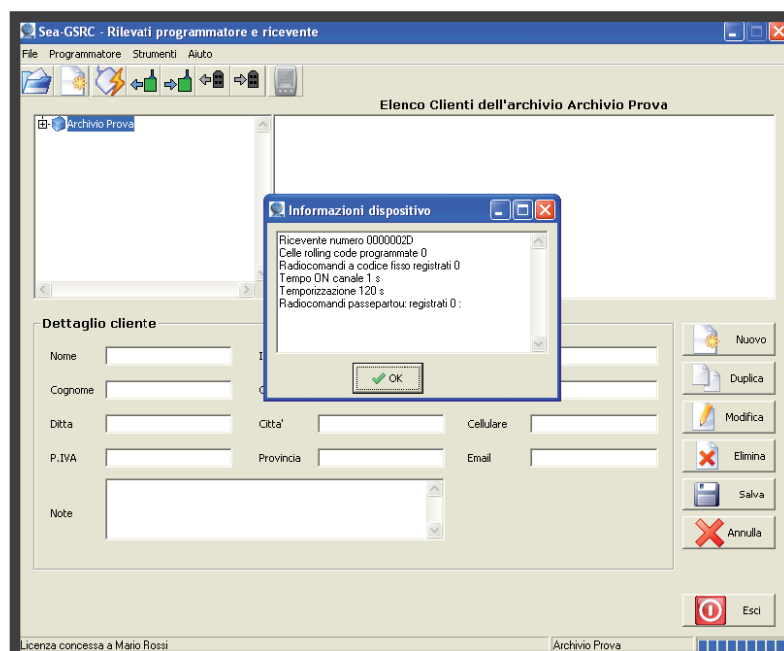 Sea-GSRC - Rilevati programmatore e ricevente
File Programmatore Strumenti Aiuto
Elenco Clienti dell'archivio Archivio Prova
Archivio Prova
Informazioni dispositivo
Ricevente numero 0000002D
Celle rolling code programmate 0
Radiocomandi a codice fisso registrati 0
Tempo ON canale 1 s
Temporizzazione 120 s
Radiocomandi passepartou: registrati 0 :
OK
Dettaglio cliente
Nome
Cognome
Ditta Citta' Cellulare
P.IVA Provincia Email
Note
Nuovo
Duplica
Modifica
Elimina
Salva
Annulla
Esci
Licenza concessa a Mario Rossi Archivio Prova